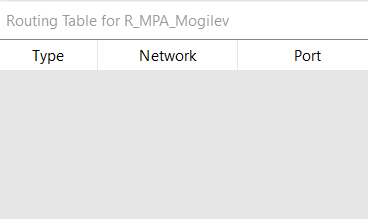 Routing Table for R_MPA_Mogilev
Type Network Port